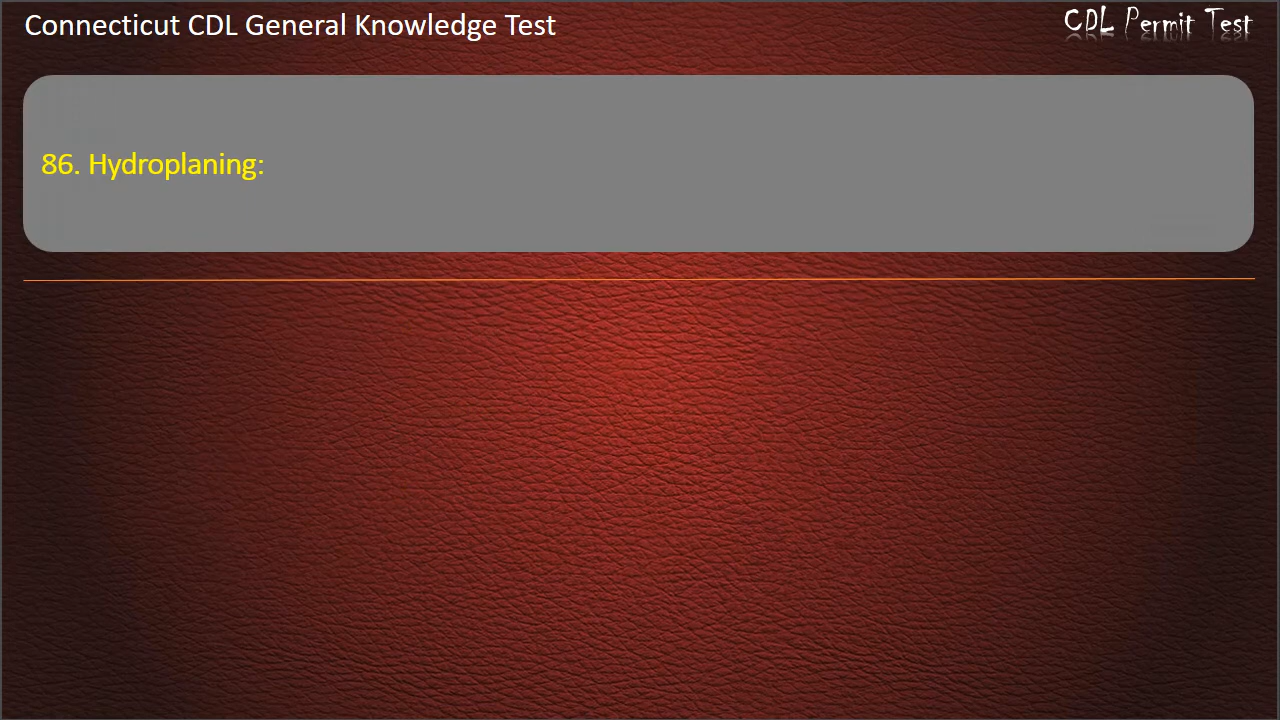 Connecticut CDL General Knowledge Test
CDL Permit Test
86. Hydroplaning: